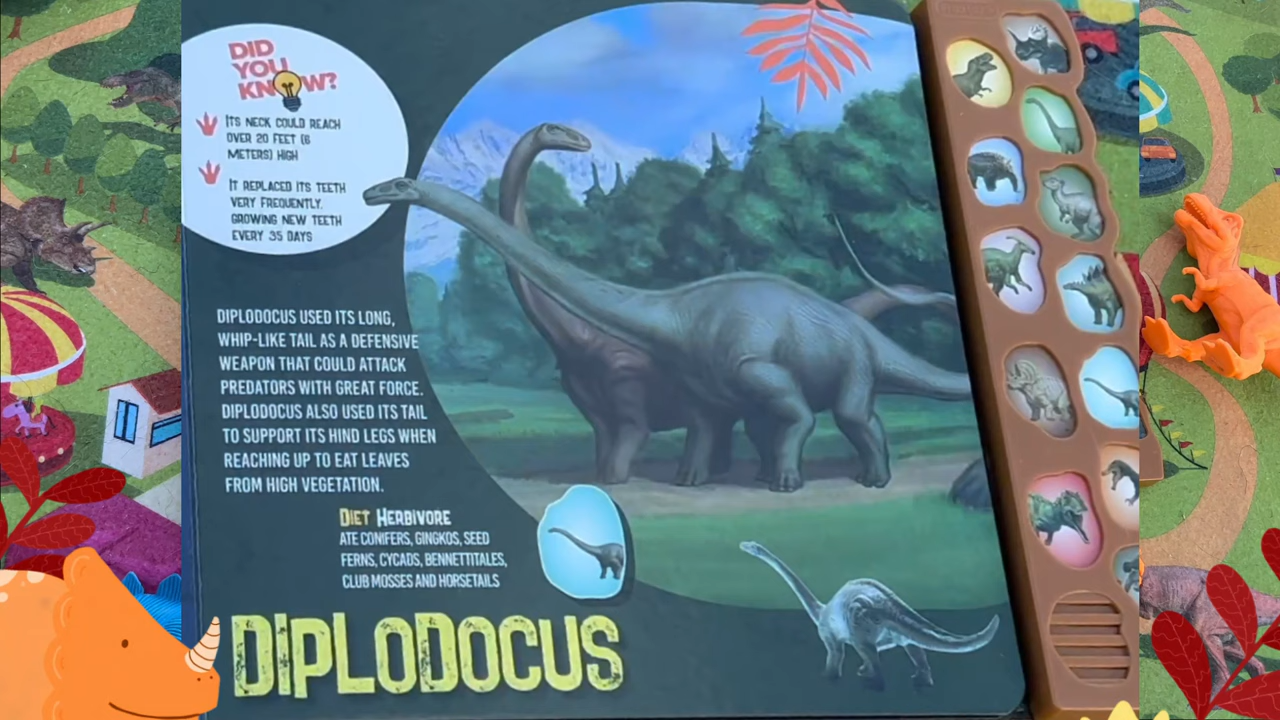 DID
YOU
KNOW?
ITS NECK COULD REACH
OVER 20 FEET (6
METERS) HIGH
IT REPLACED ITS TEETH
VERY FREQUENTLY,
GROWING NEW TEETH
EVERY 35 DAYS
DIPLODOCUS USED ITS LONG,
WHIP-LIKE TAIL AS A DEFENSIVE
WEAPON THAT COULD ATTACK
PREDATORS WITH GREAT FORCE.
DIPLODOCUS ALSO USED ITS TAIL
TO SUPPORT ITS HIND LEGS WHEN
REACHING UP TO EAT LEAVES
FROM HIGH VEGETATION.
DIET HERBIVORE
ATE CONIFERS, GINGKOS, SEED
FERNS, CYCADS, BENNETTITALES,
CLUB MOSSES AND HORSETAILS
DIPLODOCUS